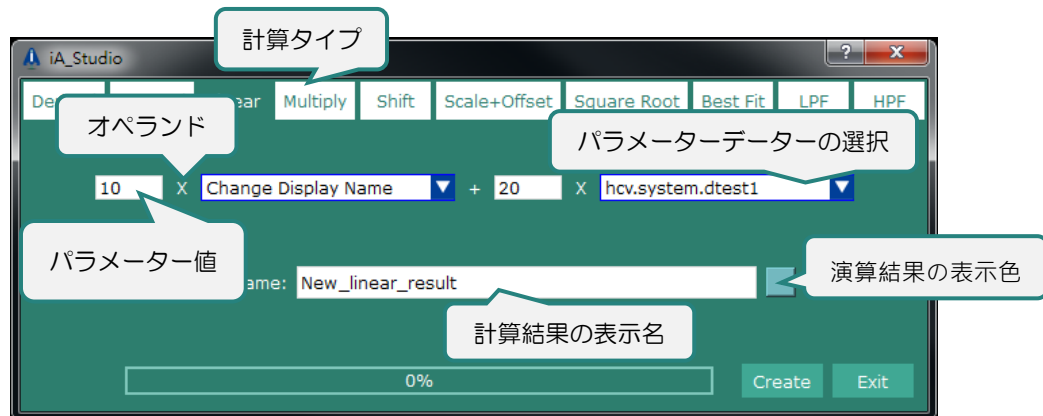 計算タイプ
iA_Studio
? X
De ear Multiply Shift Scale+Offset Square Root Best Fit LPF HPF
オペランド
パラメーターデーターの選択
10 X Change Display Name + 20 X hcv.system.dtest1
パラメーター値
ame: New_linear_result
演算結果の表示色
計算結果の表示名
0% Create Exit